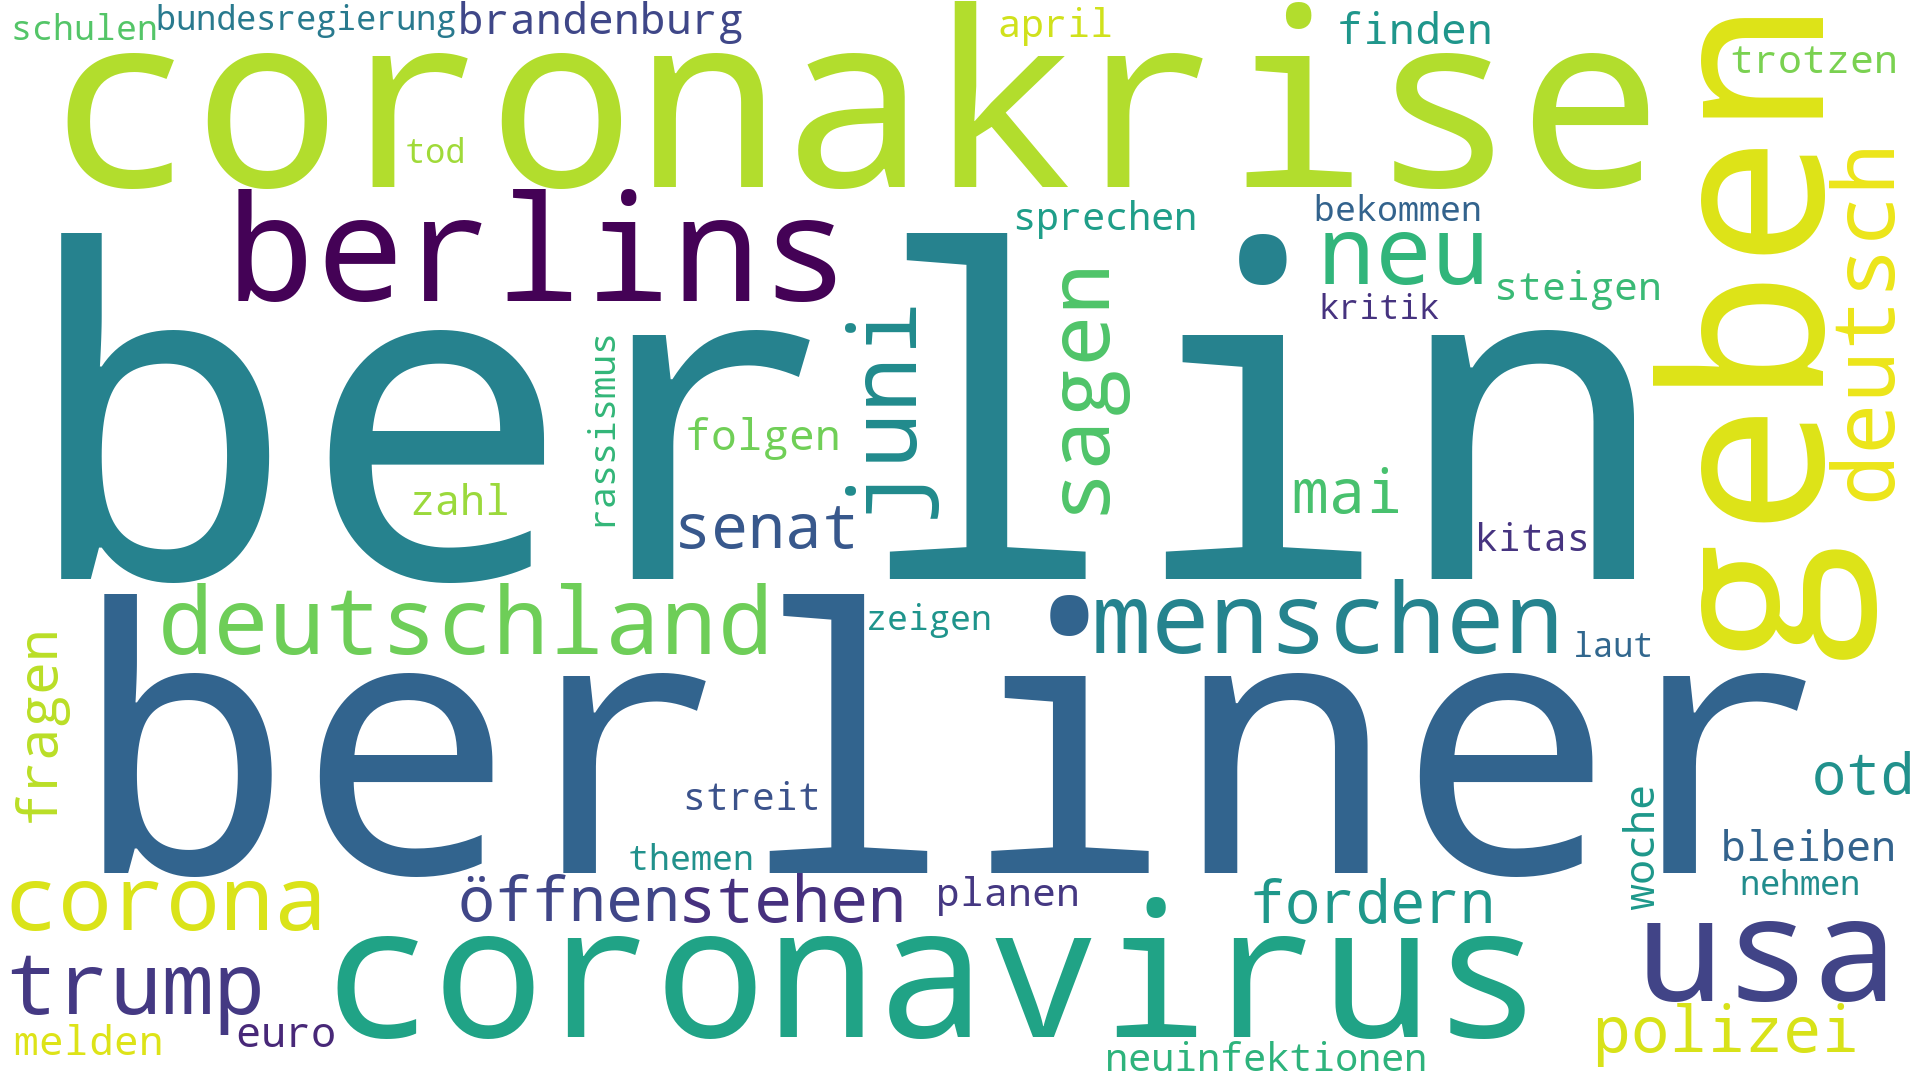 schulen
bundesregierung
brandenburg
april
finden
trotzen
coronakrise
tod
geben
deutsch
berlins
sprechen
bekommen
neu
steigen
kritik
berlin
rassismus
juni
sagen
folgen
zahl
senat
mai
kitas
deutschland
zeigen
menschen
laut
berliner
fragen
streit
otd
woche
themen
bleiben
nehmen
corona
öffnen
stehen
planen
fordern
coronavirus
usa
trump
melden
euro
polizei
neuinfektionen